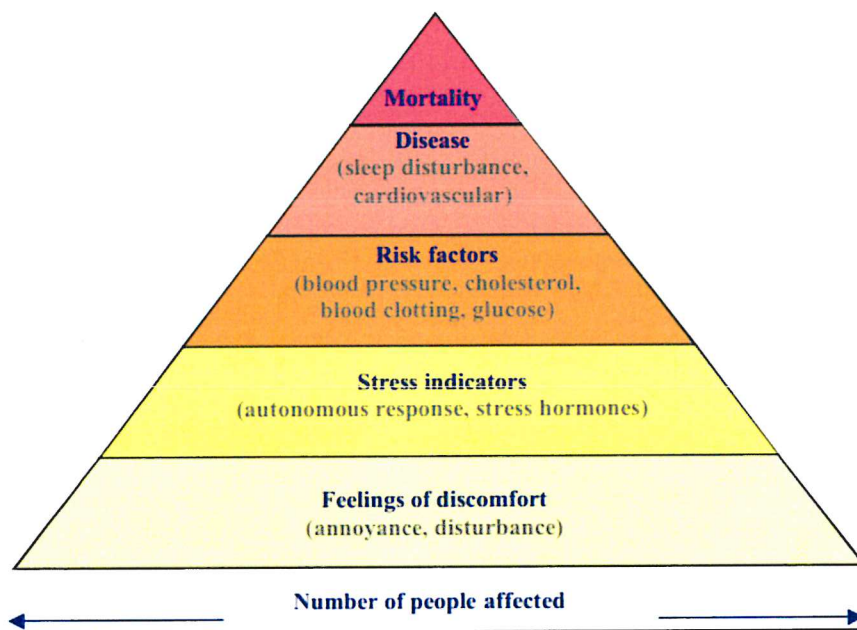 Mortality
Disease
(sleep disturbance,
cardiovascular)
Risk factors
(blood pressure, cholesterol,
blood clotting, glucose)
Stress indicators
(autonomous response, stress hormones)
Feelings of discomfort
(annoyance, disturbance)
Number of people affected